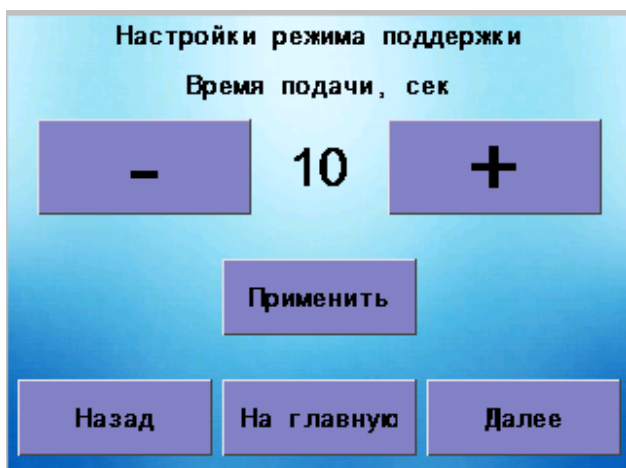 Настройки режима поддержки
Время подачи, сек
- 10 +
Применить
Назад На главную Далее